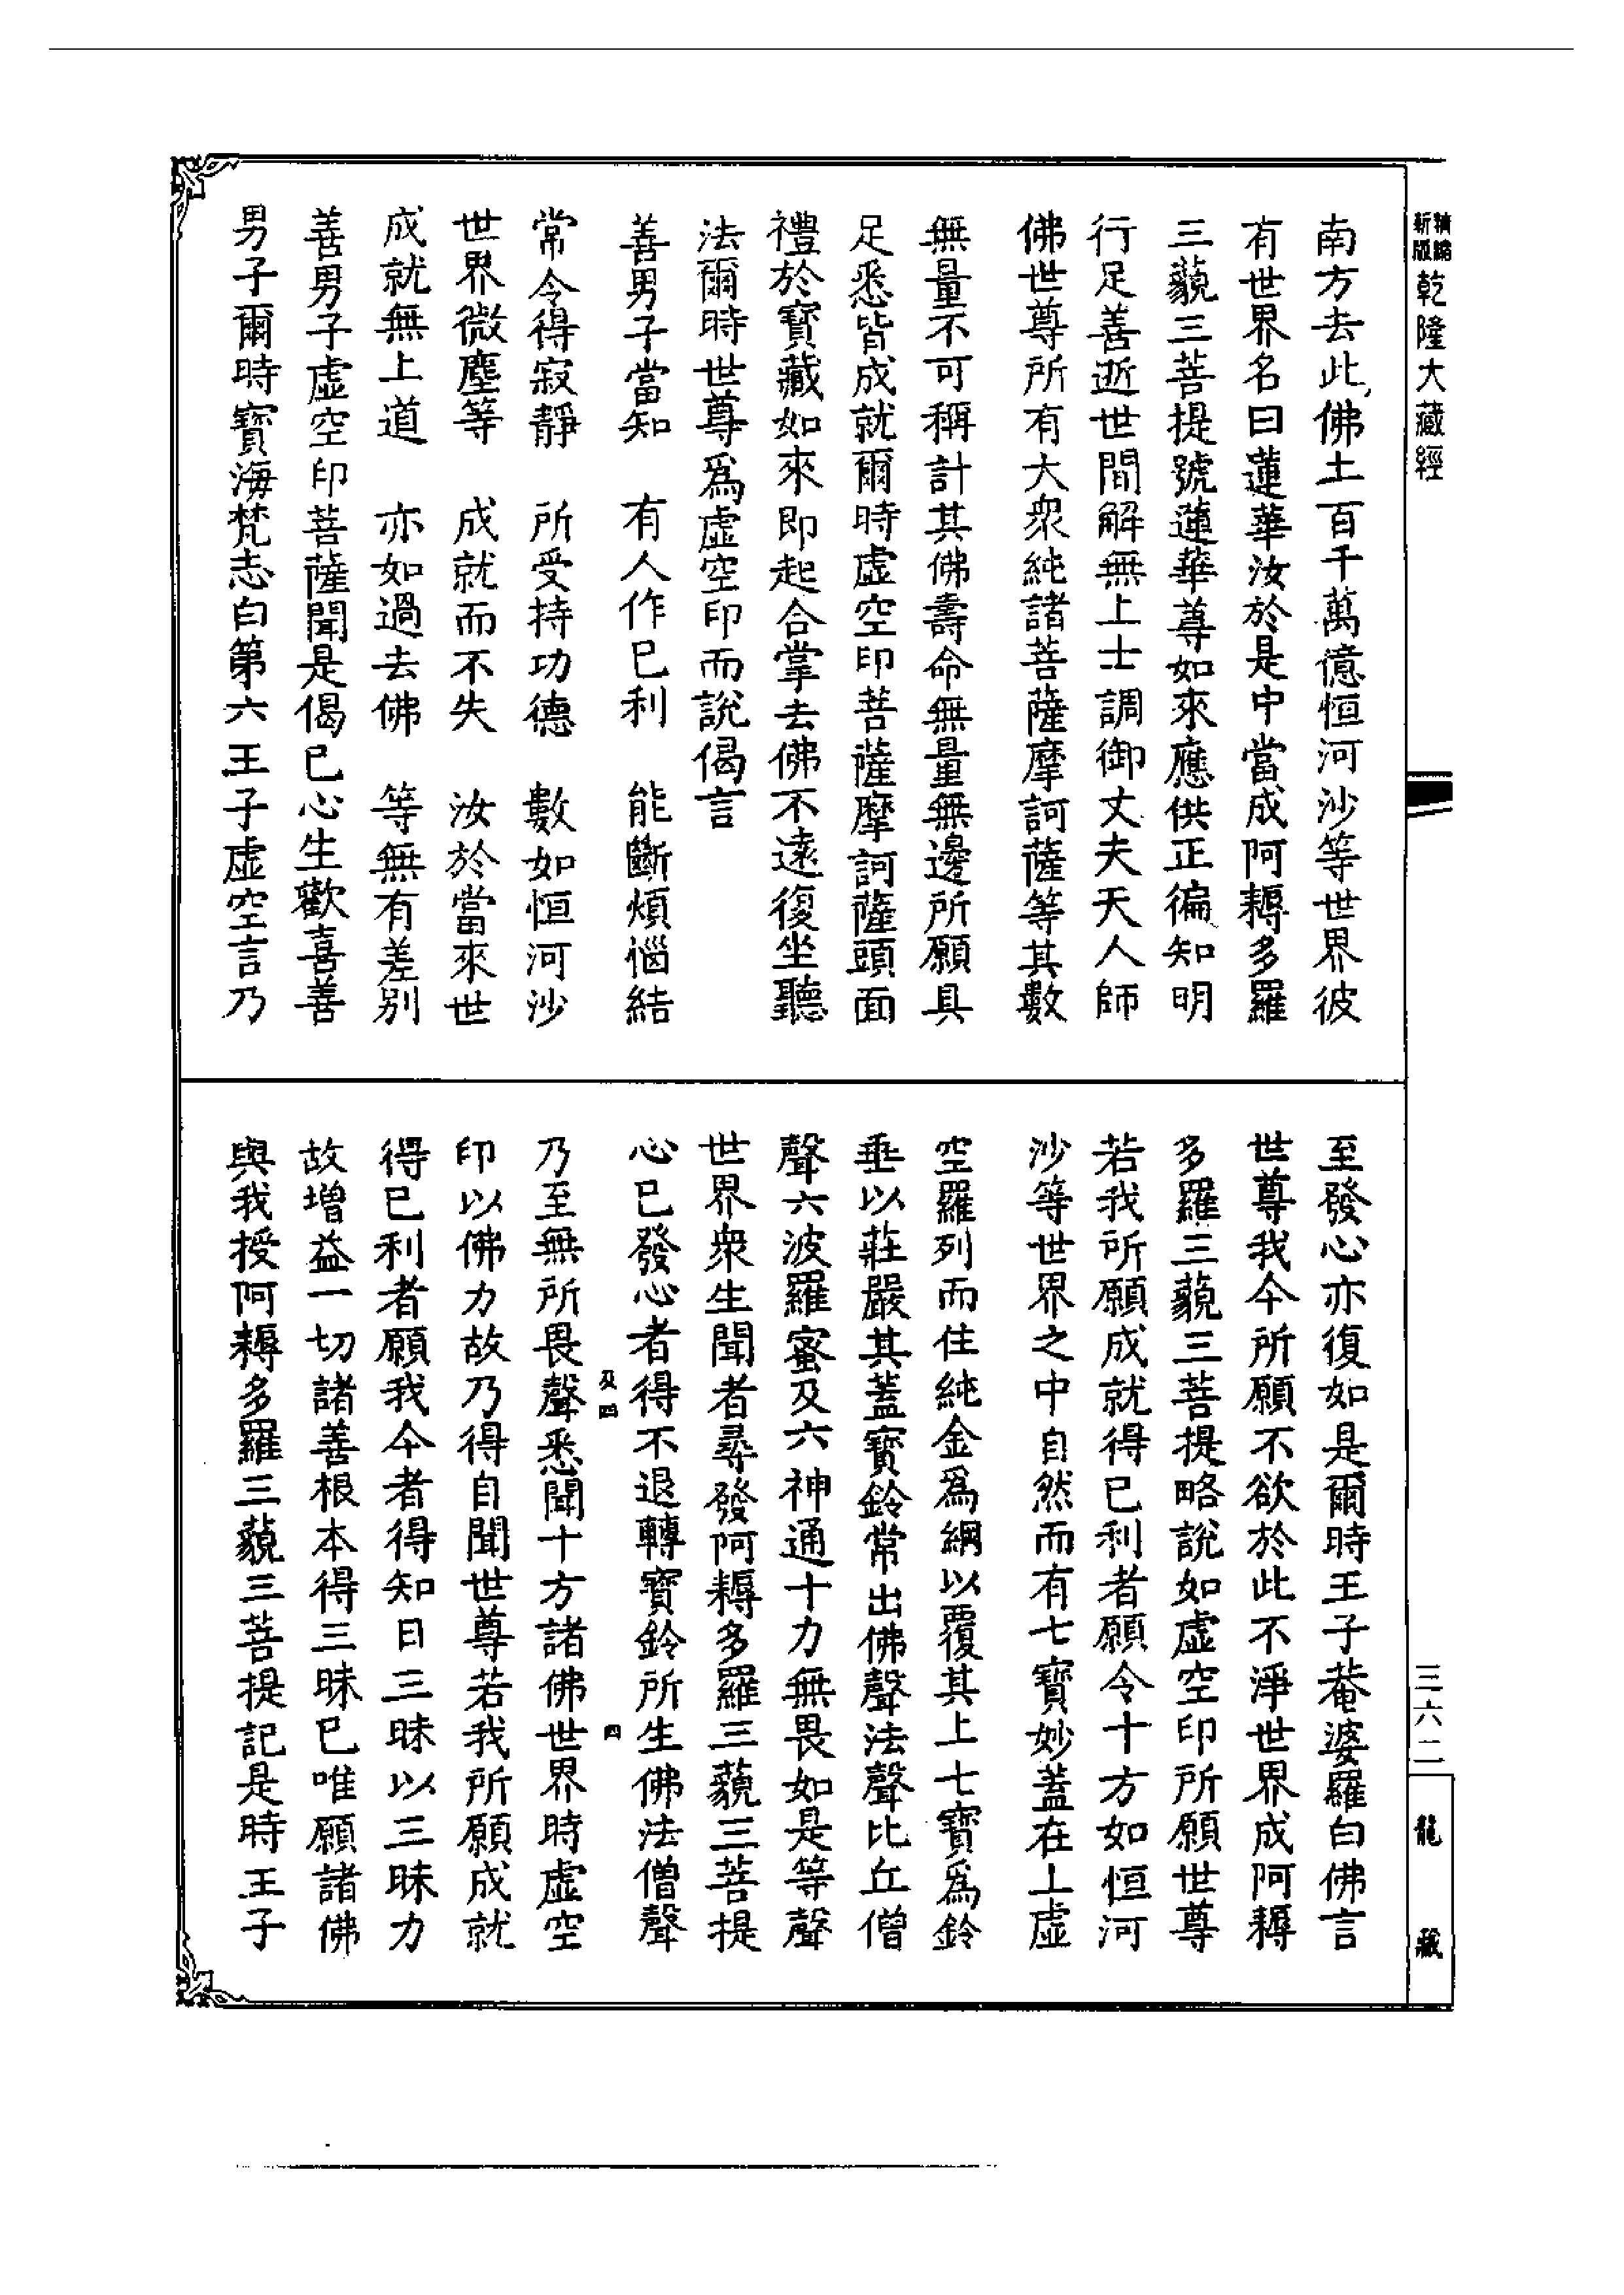 精編新版
乾隆大藏經
三六二
龍藏
南方去此佛土百千萬億恒河沙等世界彼
有世界名曰蓮華汝於是中當成阿耨多羅
三藐三菩提號蓮華尊如來應供正徧知明
行足善逝世間解無上士調御丈夫天人師
佛世尊所有大衆純諸菩薩摩訶薩等其數
無量不可稱計其佛壽命無量無邊所願具
足悉皆成就爾時虛空印菩薩摩訶薩頭面
禮於寶藏如來即起合掌去佛不遠復坐聽
法爾時世尊爲虛空印而說偈言
善男子當知　有人作已利　能斷煩惱結
常令得寂靜　所受持功德　數如恒河沙
世界微塵等　成就而不失　汝於當來世
成就無上道　亦如過去佛　等無有差别
善男子虛空印菩薩聞是偈已心生歡喜善
男子爾時寶海梵志白第六王子虛空言乃
至發心亦復如是爾時王子菴婆羅白佛言
世尊我今所願不欲於此不淨世界成阿耨
多羅三藐三菩提略說如虛空印所願世尊
若我所願成就得已利者願令十方如恒河
沙等世界之中自然而有七寶妙蓋在上虛
空羅列而住純金爲網以覆其上七寶爲鈴
垂以莊嚴其蓋寶鈴常出佛聲法聲比丘僧
聲六波羅蜜及六神通十力無畏如是等聲
世界衆生聞者尋發阿耨多羅三藐三菩提
心已發心者得不退轉寶鈴所生佛法僧聲
及四　四
乃至無所畏聲悉聞十方諸佛世界時虛空
印以佛力故乃得自聞世尊若我所願成就
得已利者願我今者得知日三昧以三昧力
故增益一切諸善根本得三昧已唯願諸佛
與我授阿耨多羅三藐三菩提記是時王子